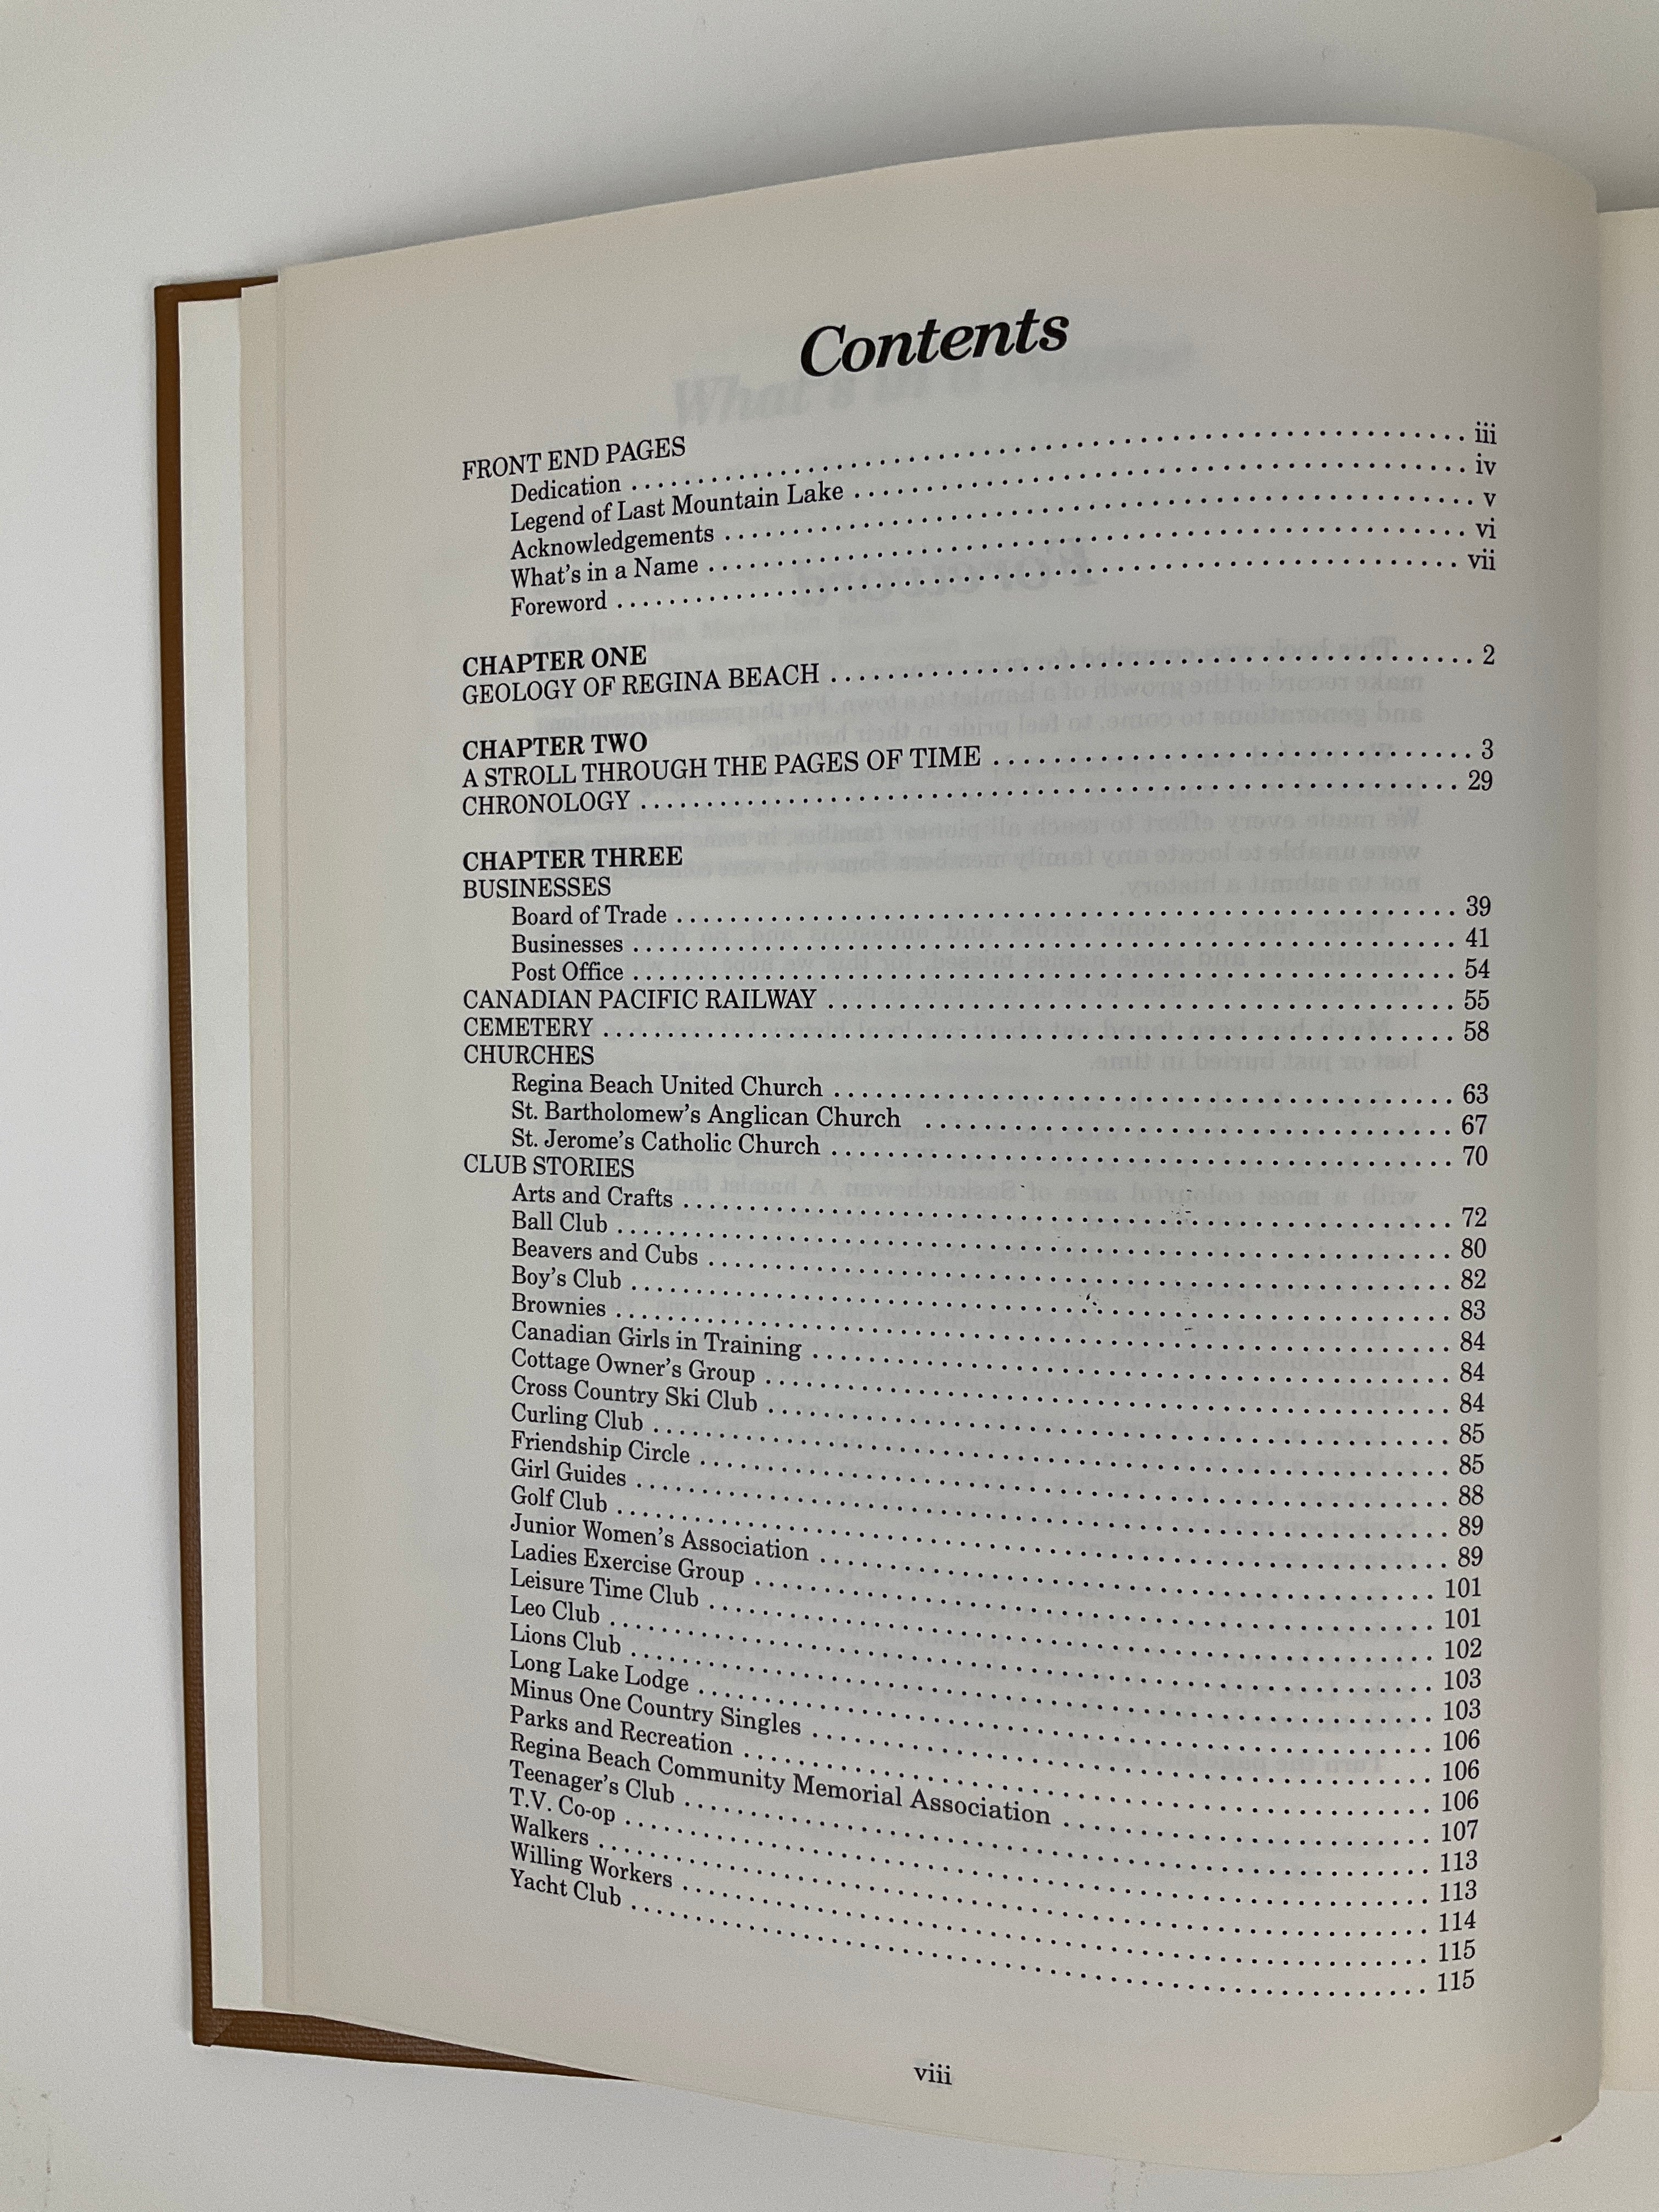 Contents
FRONT END PAGES
Dedication . . . . . . . . . . iii
Legend of Last Mountain Lake . . . . . . . . . . iv
Acknowledgements . . . . . . . . . . v
What's in a Name . . . . . . . . . . vi
Foreword . . . . . . . . . . vii
CHAPTER ONE
GEOLOGY OF REGINA BEACH . . . . . . . . . . 2
CHAPTER TWO
A STROLL THROUGH THE PAGES OF TIME . . . . . . . . . . 3
CHRONOLOGY . . . . . . . . . . 29
CHAPTER THREE
BUSINESSES
Board of Trade . . . . . . . . . . 39
Businesses . . . . . . . . . . 41
Post Office . . . . . . . . . . 54
CANADIAN PACIFIC RAILWAY . . . . . . . . . . 55
CEMETERY . . . . . . . . . . 58
CHURCHES
Regina Beach United Church . . . . . . . . . . 63
St. Bartholomew's Anglican Church . . . . . . . . . . 67
St. Jerome's Catholic Church . . . . . . . . . . 70
CLUB STORIES
Arts and Crafts . . . . . . . . . . 72
Ball Club . . . . . . . . . . 80
Beavers and Cubs . . . . . . . . . . 82
Boy's Club . . . . . . . . . . 83
Brownies . . . . . . . . . . 84
Canadian Girls in Training . . . . . . . . . . 84
Cottage Owner's Group . . . . . . . . . . 84
Cross Country Ski Club . . . . . . . . . . 85
Curling Club . . . . . . . . . . 85
Friendship Circle . . . . . . . . . . 88
Girl Guides . . . . . . . . . . 89
Golf Club . . . . . . . . . . 89
Junior Women's Association . . . . . . . . . . 101
Ladies Exercise Group . . . . . . . . . . 101
Leisure Time Club . . . . . . . . . . 102
Leo Club . . . . . . . . . . 103
Lions Club . . . . . . . . . . 103
Long Lake Lodge . . . . . . . . . . 106
Minus One Country Singles . . . . . . . . . . 106
Parks and Recreation . . . . . . . . . . 106
Regina Beach Community Memorial Association . . . . . . . . . . 107
Teenager's Club . . . . . . . . . . 113
T.V. Co-op . . . . . . . . . . 113
Walkers . . . . . . . . . . 114
Willing Workers . . . . . . . . . . 115
Yacht Club . . . . . . . . . . 115
viii